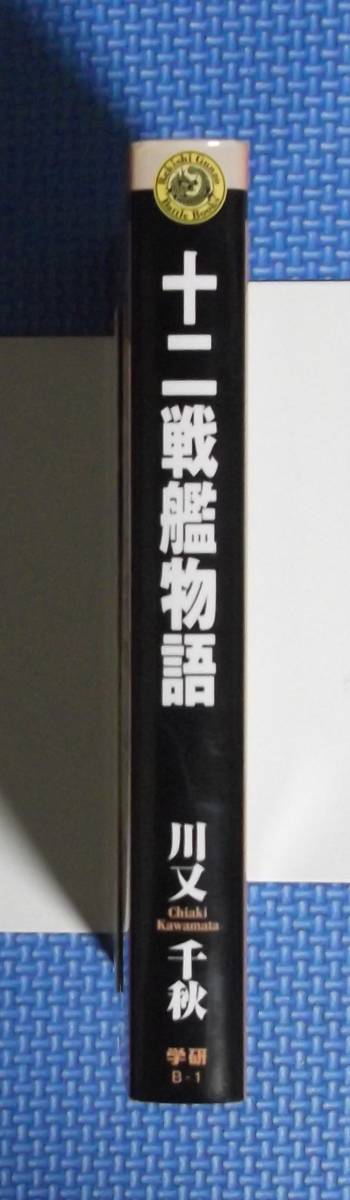 Rekishi Gunzo
Battle Books
十二戦艦物語
川又千秋
Chiaki
Kawamata
学研
B-1